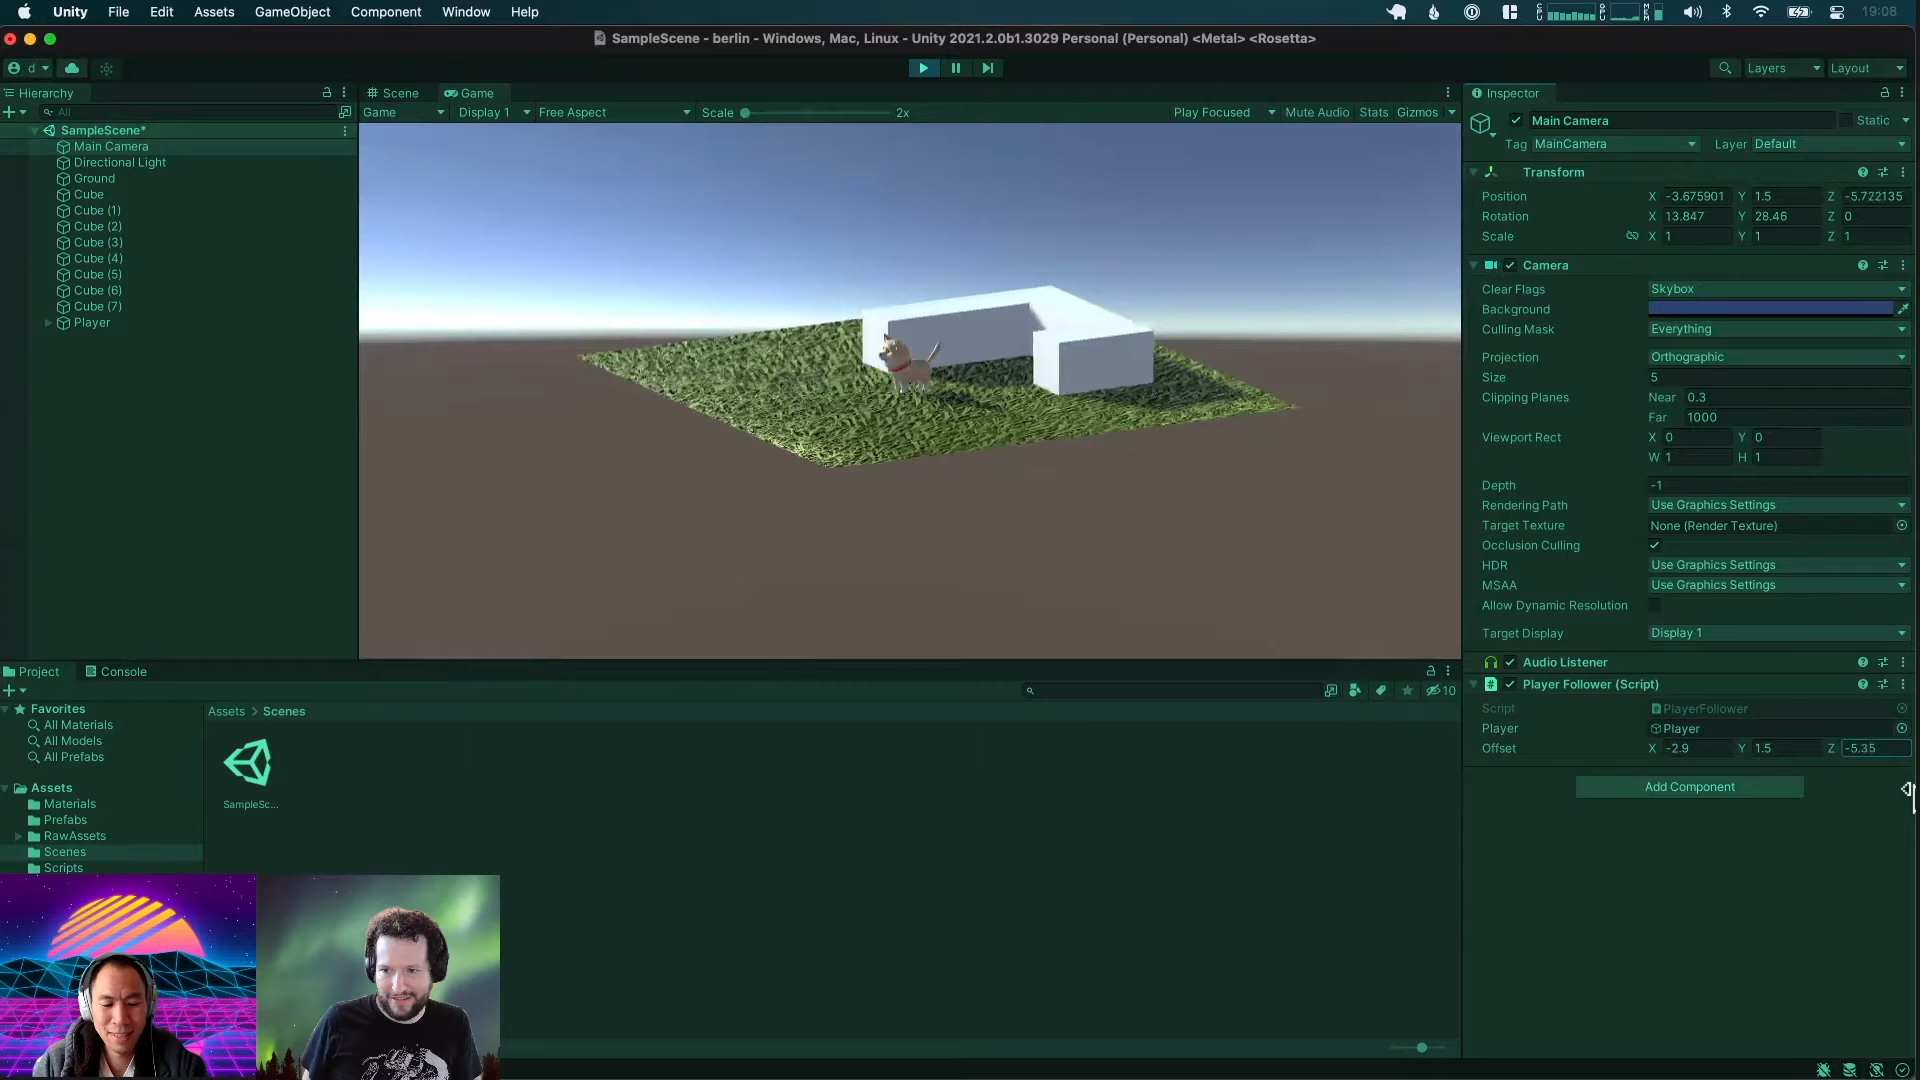 Unity File Edit Assets GameObject Component Window Help
19:08
SampleScene - berlin - Windows, Mac, Linux - Unity 2021.2.0b1.3029 Personal (Personal) <Metal> <Rosetta>
d
Layers Layout
Hierarchy
All
SampleScene*
Main Camera
Directional Light
Ground
Cube
Cube (1)
Cube (2)
Cube (3)
Cube (4)
Cube (5)
Cube (6)
Cube (7)
Player
Scene Game
Game Display 1 Free Aspect Scale 2x Play Focused Mute Audio Stats Gizmos
Inspector
Main Camera Static
Tag MainCamera Layer Default
Transform
Position X -3.675901 Y 1.5 Z -5.722135
Rotation X 13.847 Y 28.46 Z 0
Scale X 1 Y 1 Z 1
Camera
Clear Flags Skybox
Background
Culling Mask Everything
Projection Orthographic
Size 5
Clipping Planes Near 0.3
Far 1000
Viewport Rect X 0 Y 0
W 1 H 1
Depth -1
Rendering Path Use Graphics Settings
Target Texture None (Render Texture)
Occlusion Culling
HDR Use Graphics Settings
MSAA Use Graphics Settings
Allow Dynamic Resolution
Target Display Display 1
Audio Listener
Player Follower (Script)
Script PlayerFollower
Player Player
Offset X -2.9 Y 1.5 Z -5.35
Add Component
Project Console
10
Favorites
All Materials
All Models
All Prefabs
Assets
Materials
Prefabs
RawAssets
Scenes
Scripts
Assets > Scenes
SampleSc...